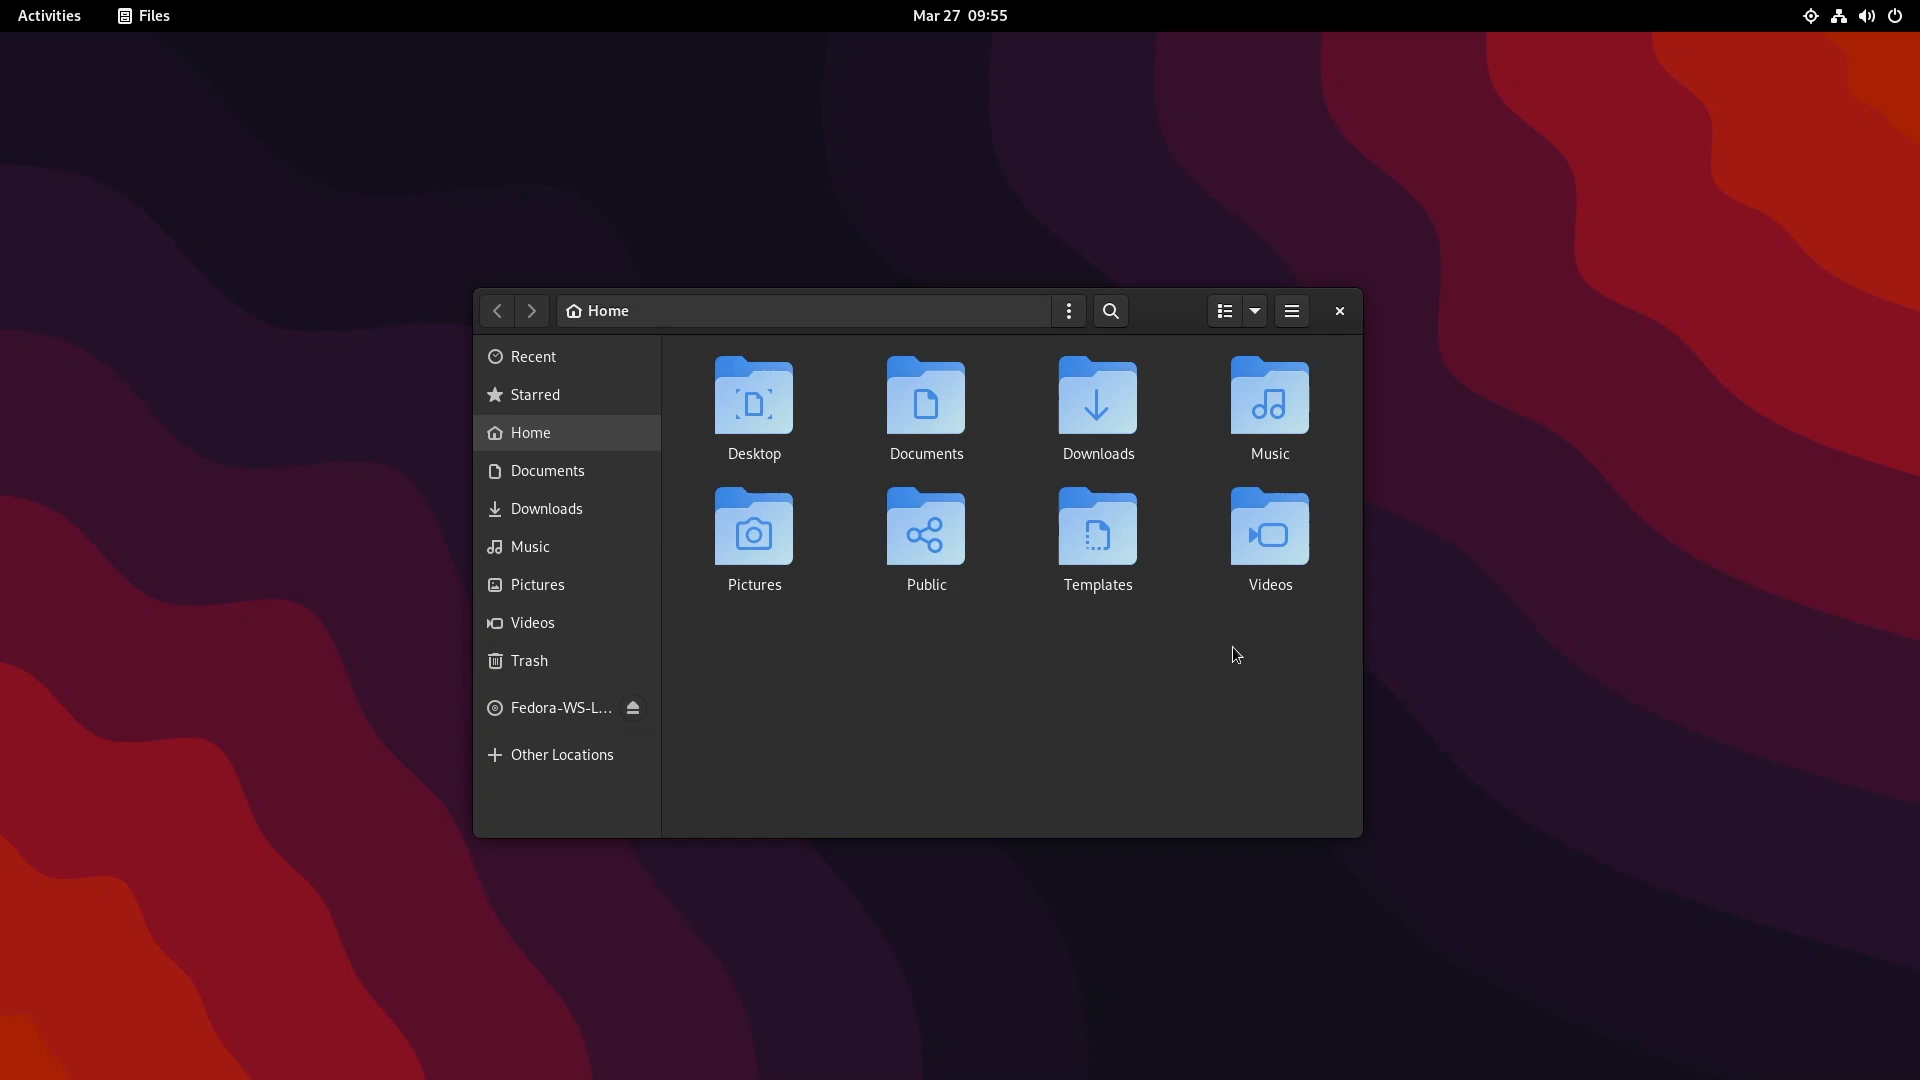 Activities
Files
Mar 27 09:55
Home
Recent
Starred
Home
Documents
Downloads
Music
Pictures
Videos
Trash
Fedora-WS-L...
Other Locations
Desktop
Documents
Downloads
Music
Pictures
Public
Templates
Videos